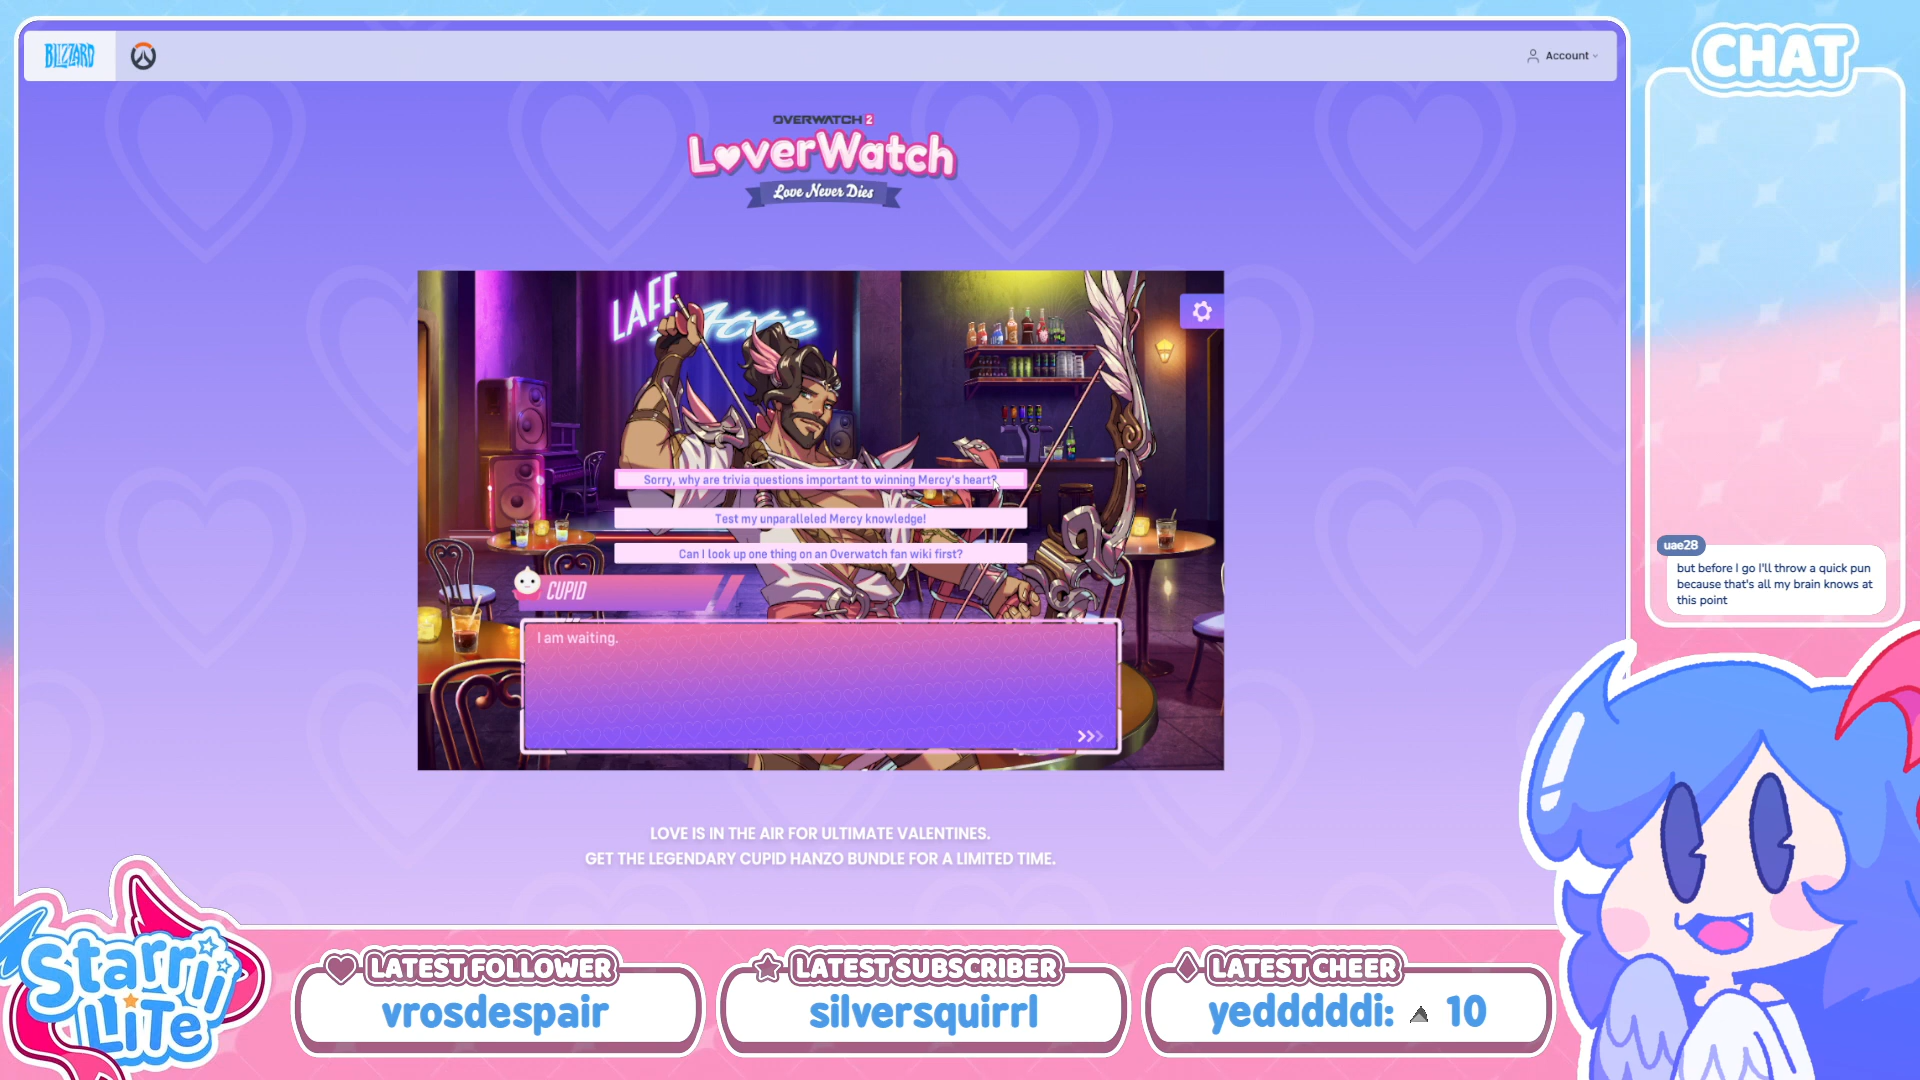 BLIZZARD
Account
OVERWATCH 2
LoverWatch
Love Never Dies
LAFF
Attic
Sorry, why are trivia questions important to winning Mercy's heart?
Test my unparalleled Mercy knowledge!
Can I look up one thing on an Overwatch fan wiki first?
CUPID
I am waiting.
LOVE IS IN THE AIR FOR ULTIMATE VALENTINES.
GET THE LEGENDARY CUPID HANZO BUNDLE FOR A LIMITED TIME.
CHAT
uae28
but before I go I'll throw a quick pun
because that's all my brain knows at
this point
Starrii
LiTe
LATEST FOLLOWER
vrosdespair
LATEST SUBSCRIBER
silversquirrl
LATEST CHEER
yedddddi: 10